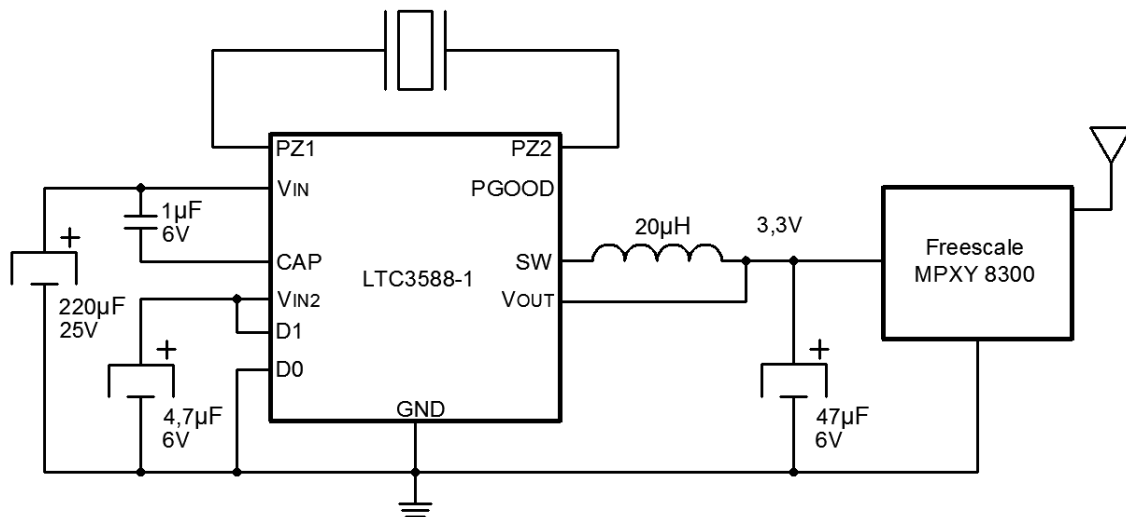 PZ1
PZ2
VIN
PGOOD
1µF
6V
20µH
3,3V
Freescale
MPXY 8300
+
CAP
SW
LTC3588-1
220µF
25V
VIN2
VOUT
D1
+
D0
+
4,7µF
6V
GND
47µF
6V